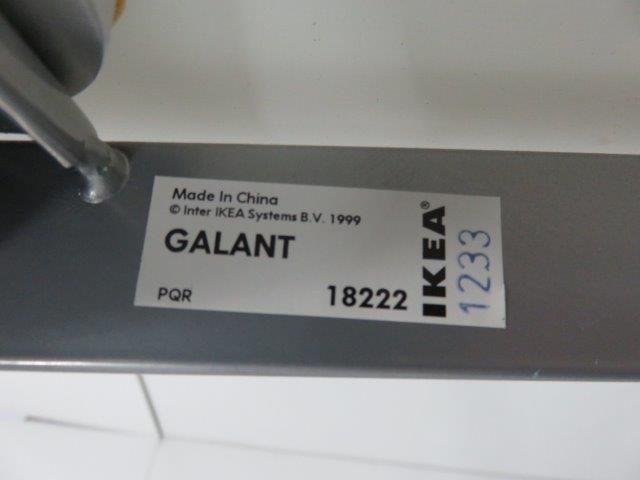 Made In China
© Inter IKEA Systems B.V. 1999
GALANT
PQR
18222
IKEA®
1233